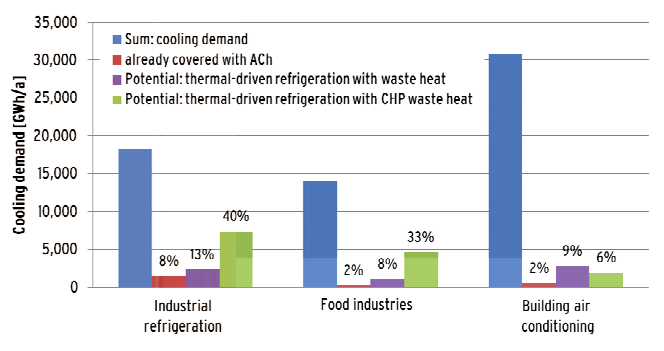 35,000
30,000
25,000
20,000
15,000
10,000
5,000
0
Cooling demand [GWh/a]
Sum: cooling demand
already covered with ACh
Potential: thermal-driven refrigeration with waste heat
Potential: thermal-driven refrigeration with CHP waste heat
8%
13%
40%
2%
8%
33%
2%
9%
6%
Industrial
refrigeration
Food industries
Building air
conditioning